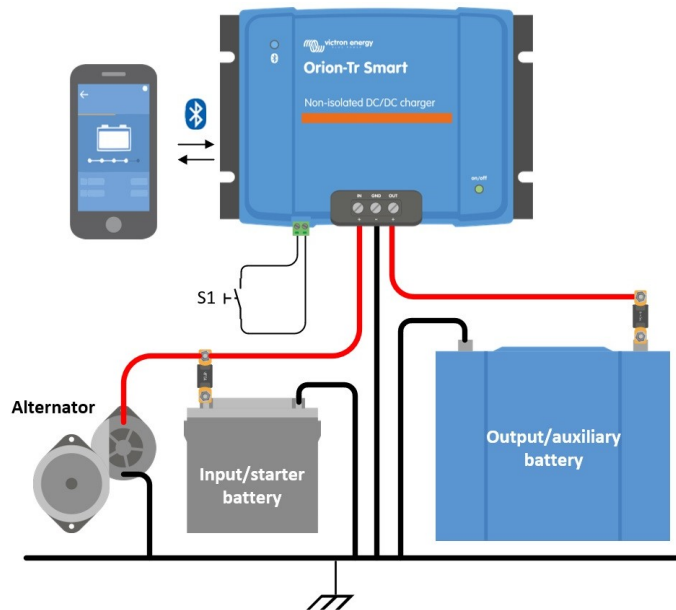 victron energy
Orion-Tr Smart
Non-isolated DC/DC charger
on/off
IN GND OUT
+ - +
S1
Alternator
Input/starter
battery
Output/auxiliary
battery